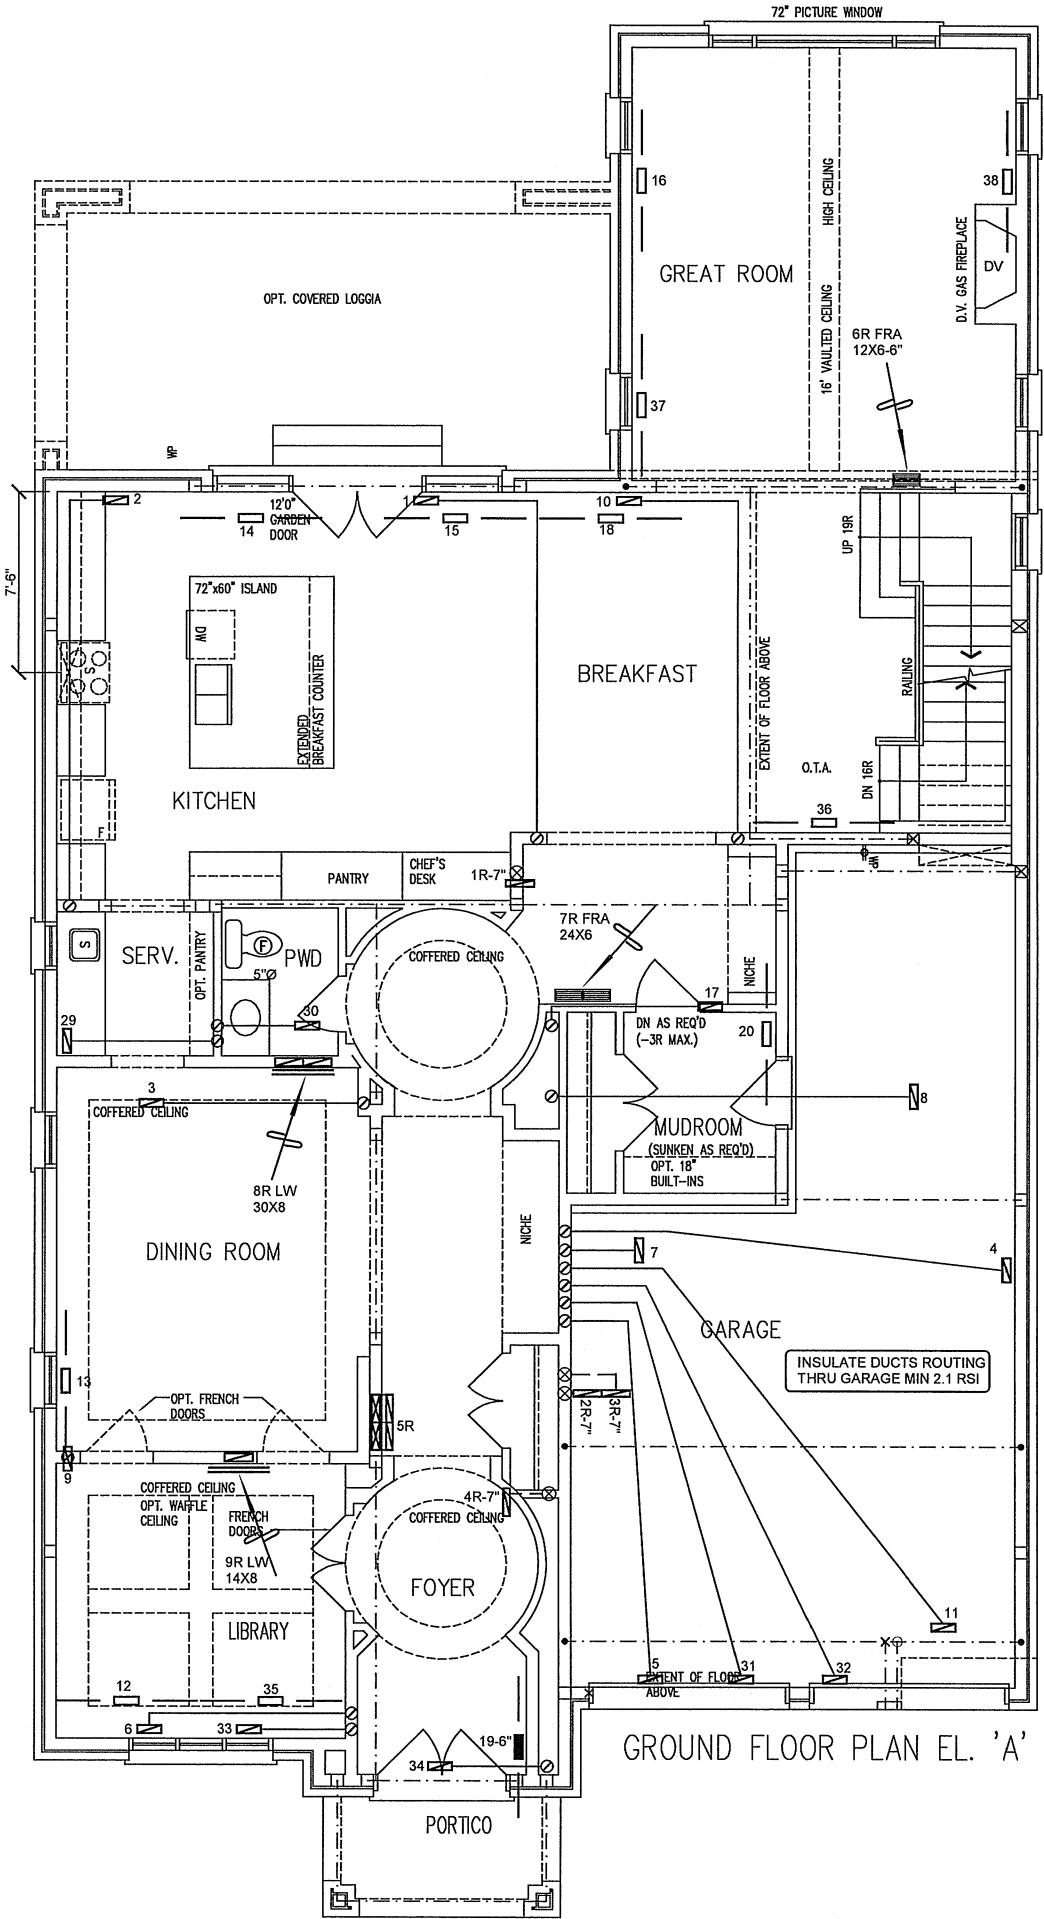 72" PICTURE WINDOW
16
38
HIGH CEILING
16' VAULTED CEILING
GREAT ROOM
D.V. GAS FIREPLACE
DV
OPT. COVERED LOGGIA
6R FRA
12X6-6"
37
WP
2
12'0"
GARDEN
DOOR
14
1
15
10
18
UP 19R
7'-6"
72"x60" ISLAND
DW
S
EXTENDED
BREAKFAST COUNTER
BREAKFAST
EXTENT OF FLOOR ABOVE
RAILING
O.T.A.
DN 16R
KITCHEN
F
36
WP
PANTRY
CHEF'S
DESK
1R-7"
7R FRA
24X6
S
SERV.
OPT. PANTRY
F
PWD
5"Ø
COFFERED CEILING
NICHE
29
30
17
DN AS REQ'D
(-3R MAX.)
20
3
COFFERED CEILING
8
MUDROOM
(SUNKEN AS REQ'D)
OPT. 18"
BUILT-INS
8R LW
30X8
DINING ROOM
NICHE
7
4
GARAGE
INSULATE DUCTS ROUTING
THRU GARAGE MIN 2.1 RSI
13
OPT. FRENCH
DOORS
5R
2R-7"
3R-7"
9
COFFERED CEILING
OPT. WAFFLE
CEILING
FRENCH
DOORS
4R-7"
COFFERED CEILING
9R LW
14X8
FOYER
LIBRARY
11
12
35
5
31
32
EXTENT OF FLOOR
ABOVE
6
33
34
19-6"
GROUND FLOOR PLAN EL. 'A'
PORTICO